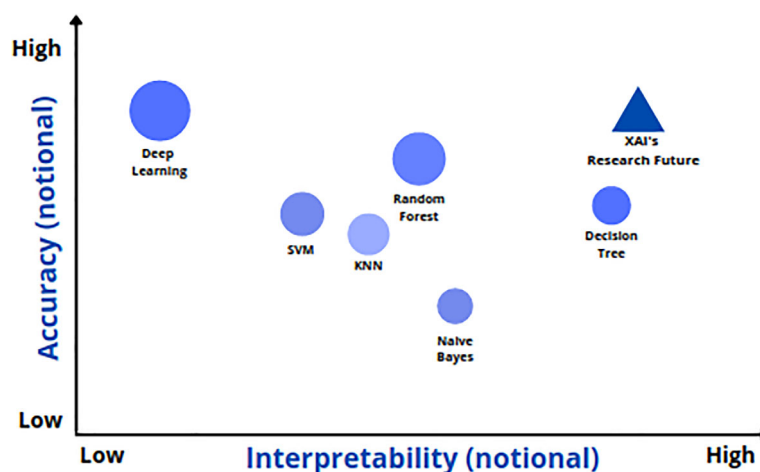 High
Accuracy (notional)
Low
Deep
Learning
SVM
KNN
Random
Forest
Naive
Bayes
XAI's
Research Future
Decision
Tree
Low
Interpretability (notional)
High